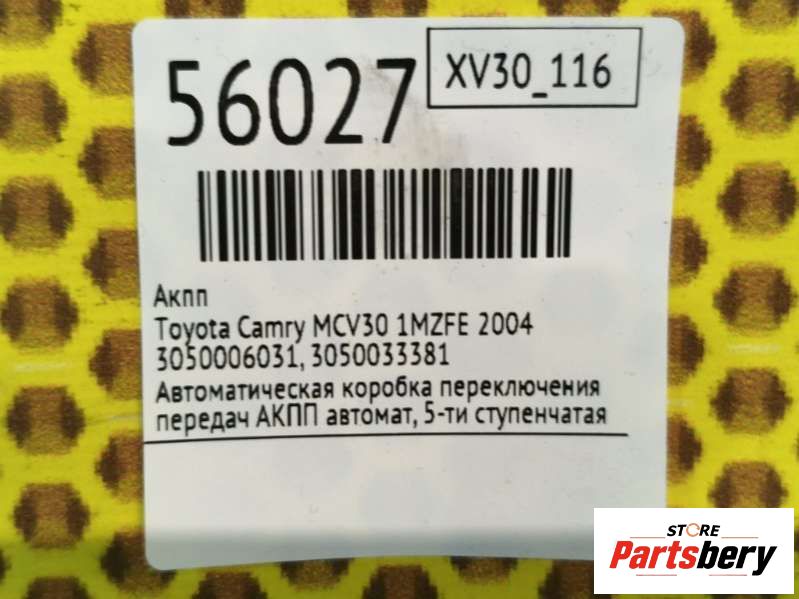 56027
XV30_116
Акпп
Toyota Camry MCV30 1MZFE 2004
3050006031, 3050033381
Автоматическая коробка переключения
передач АКПП автомат, 5-ти ступенчатая
STORE
Partsbery